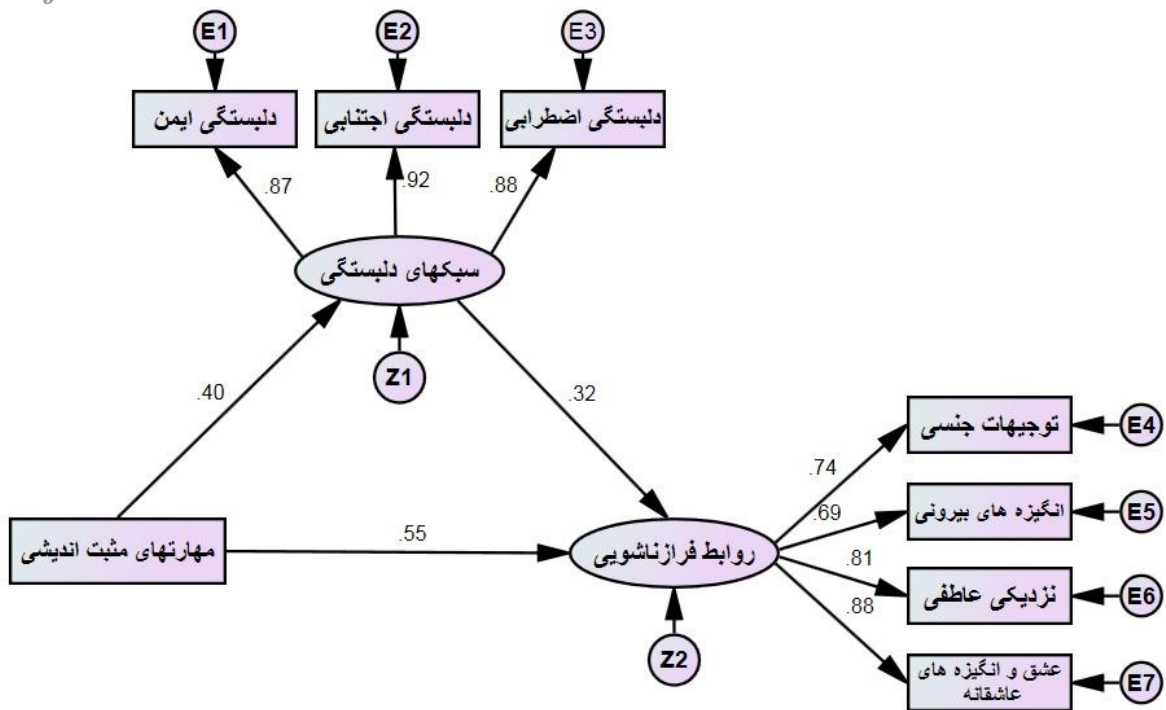 E1
E2
E3
دلبستگی ایمن
دلبستگی اجتنابی
دلبستگی اضطرابی
.87
.92
.88
سبکهای دلبستگی
Z1
.40
.32
توجیهات جنسی
E4
.74
انگیزه های بیرونی
E5
.69
مهارتهای مثبت اندیشی
.55
روابط فرازناشویی
.81
نزدیکی عاطفی
E6
.88
Z2
عشق و انگیزه های
عاشقانه
E7